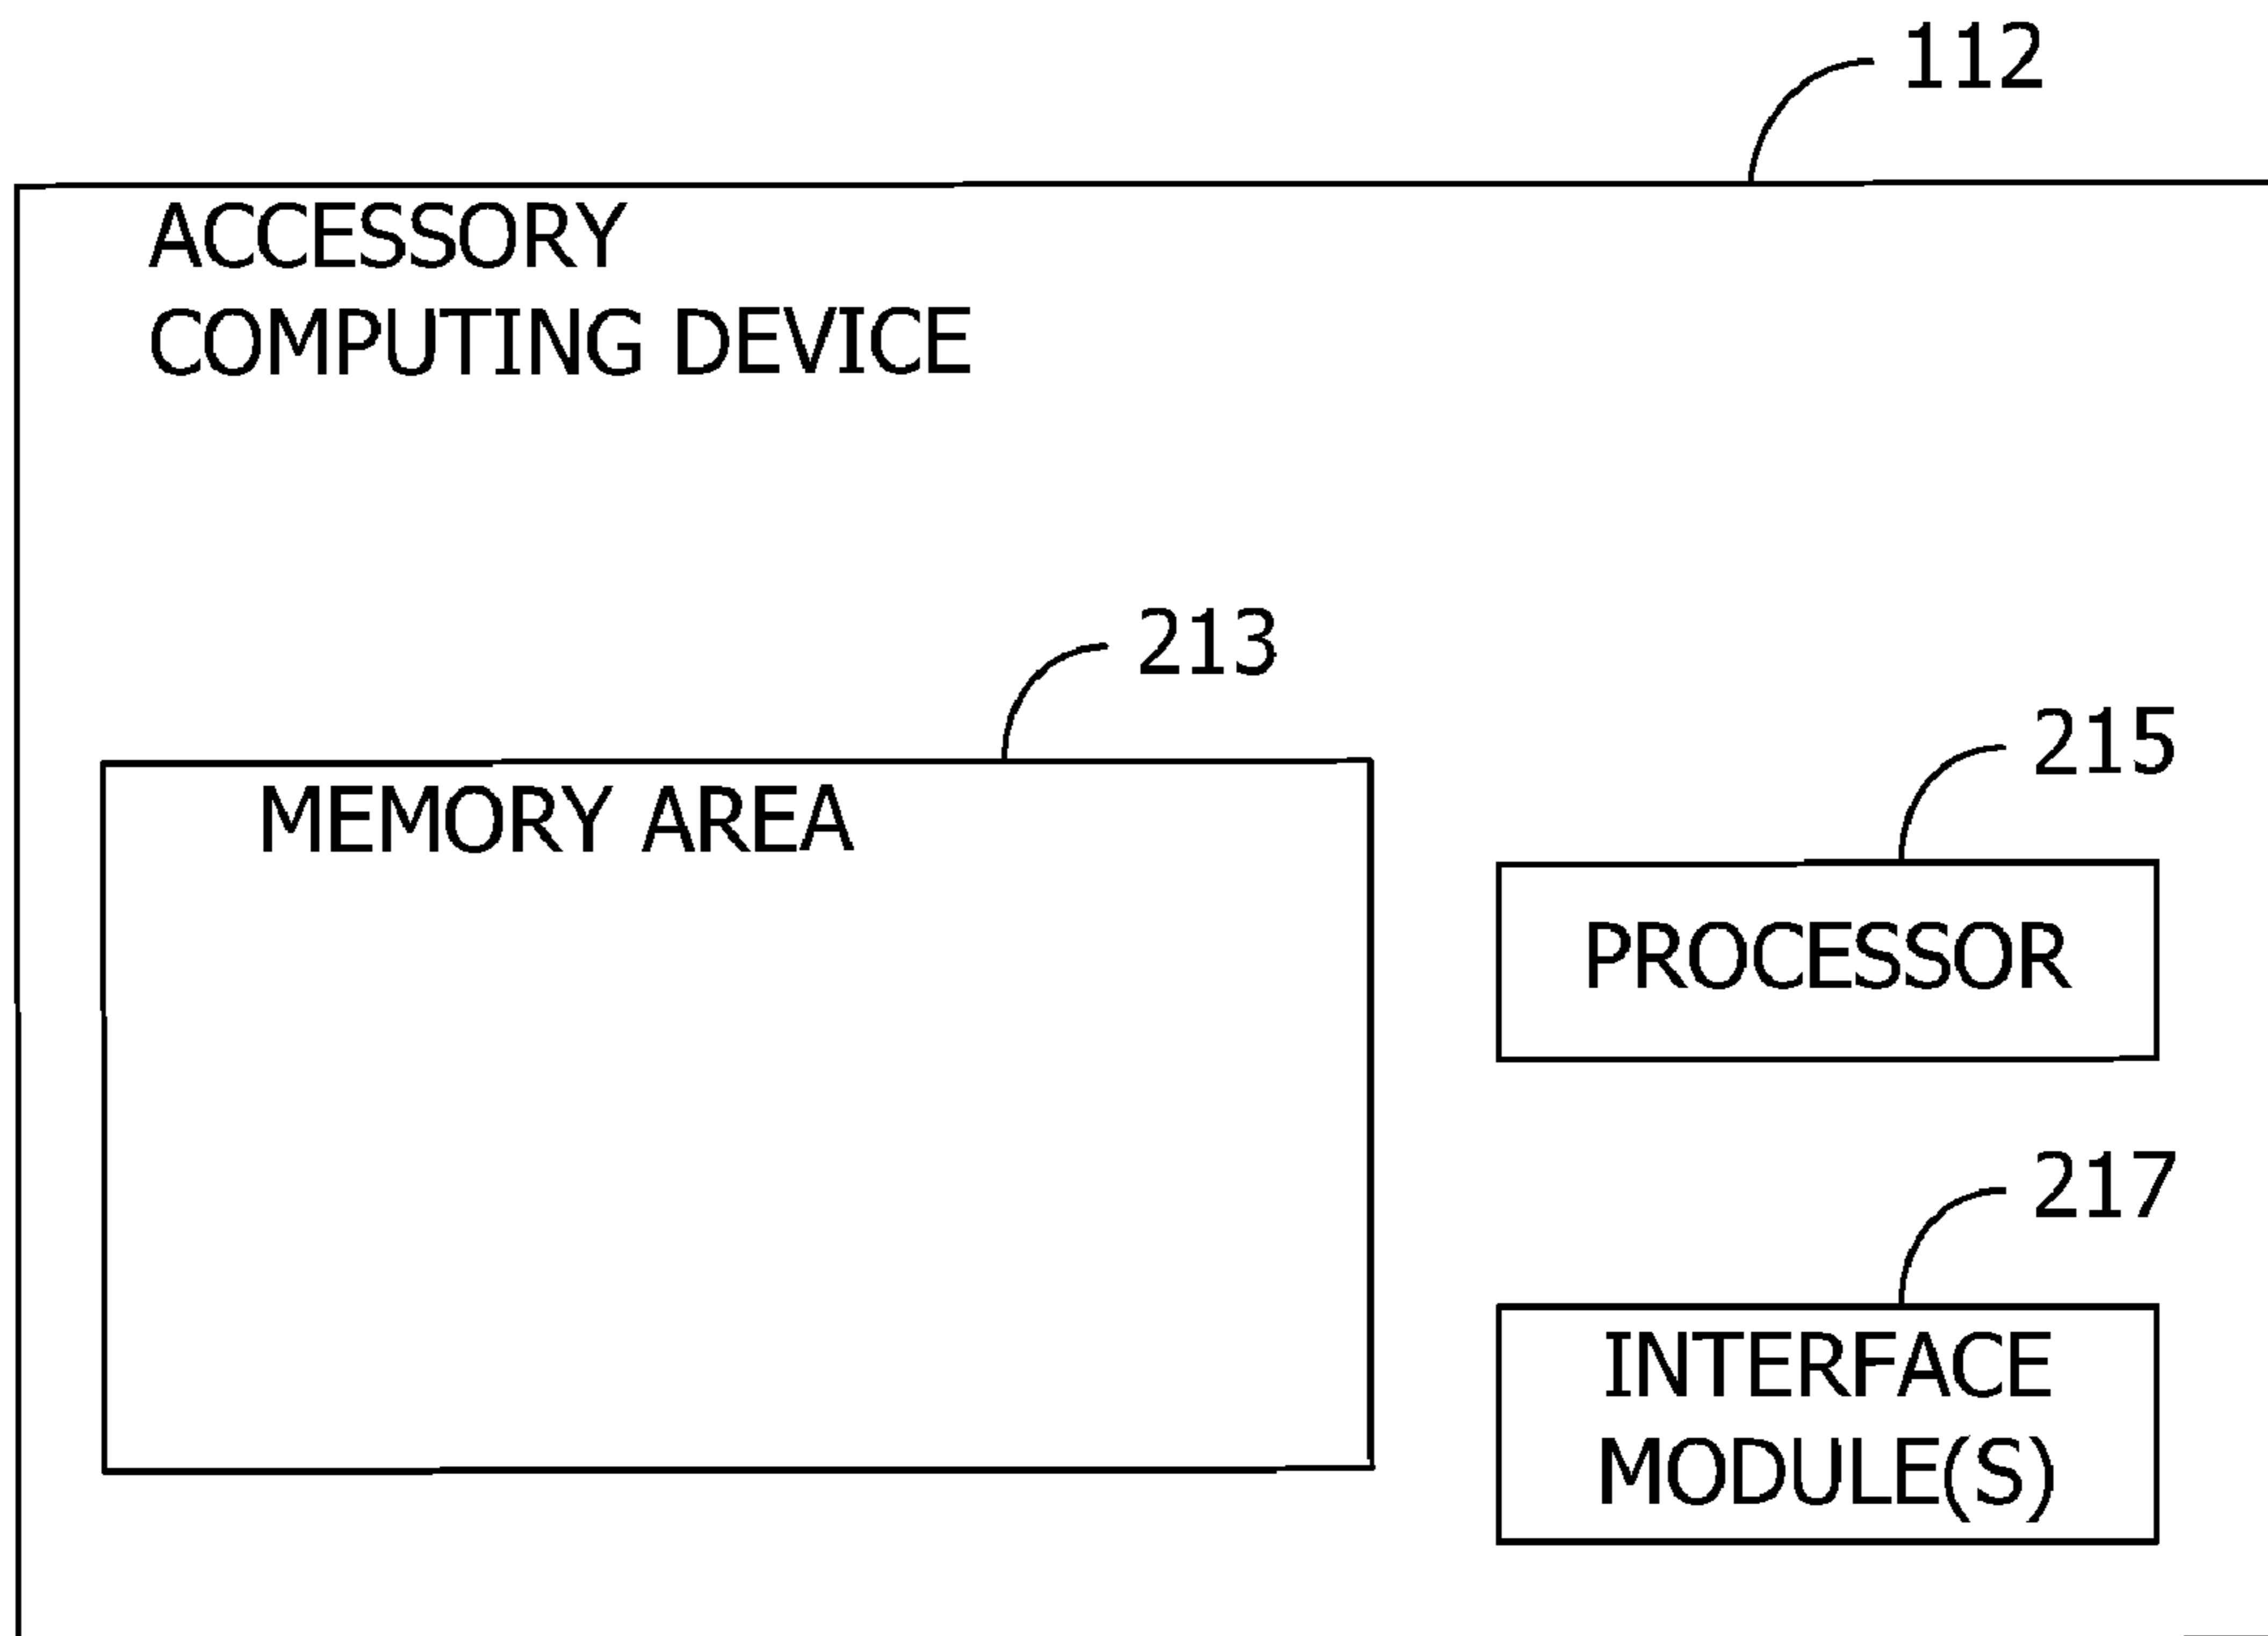 112
ACCESSORY
COMPUTING DEVICE
213
MEMORY AREA
215
PROCESSOR
217
INTERFACE
MODULE(S)